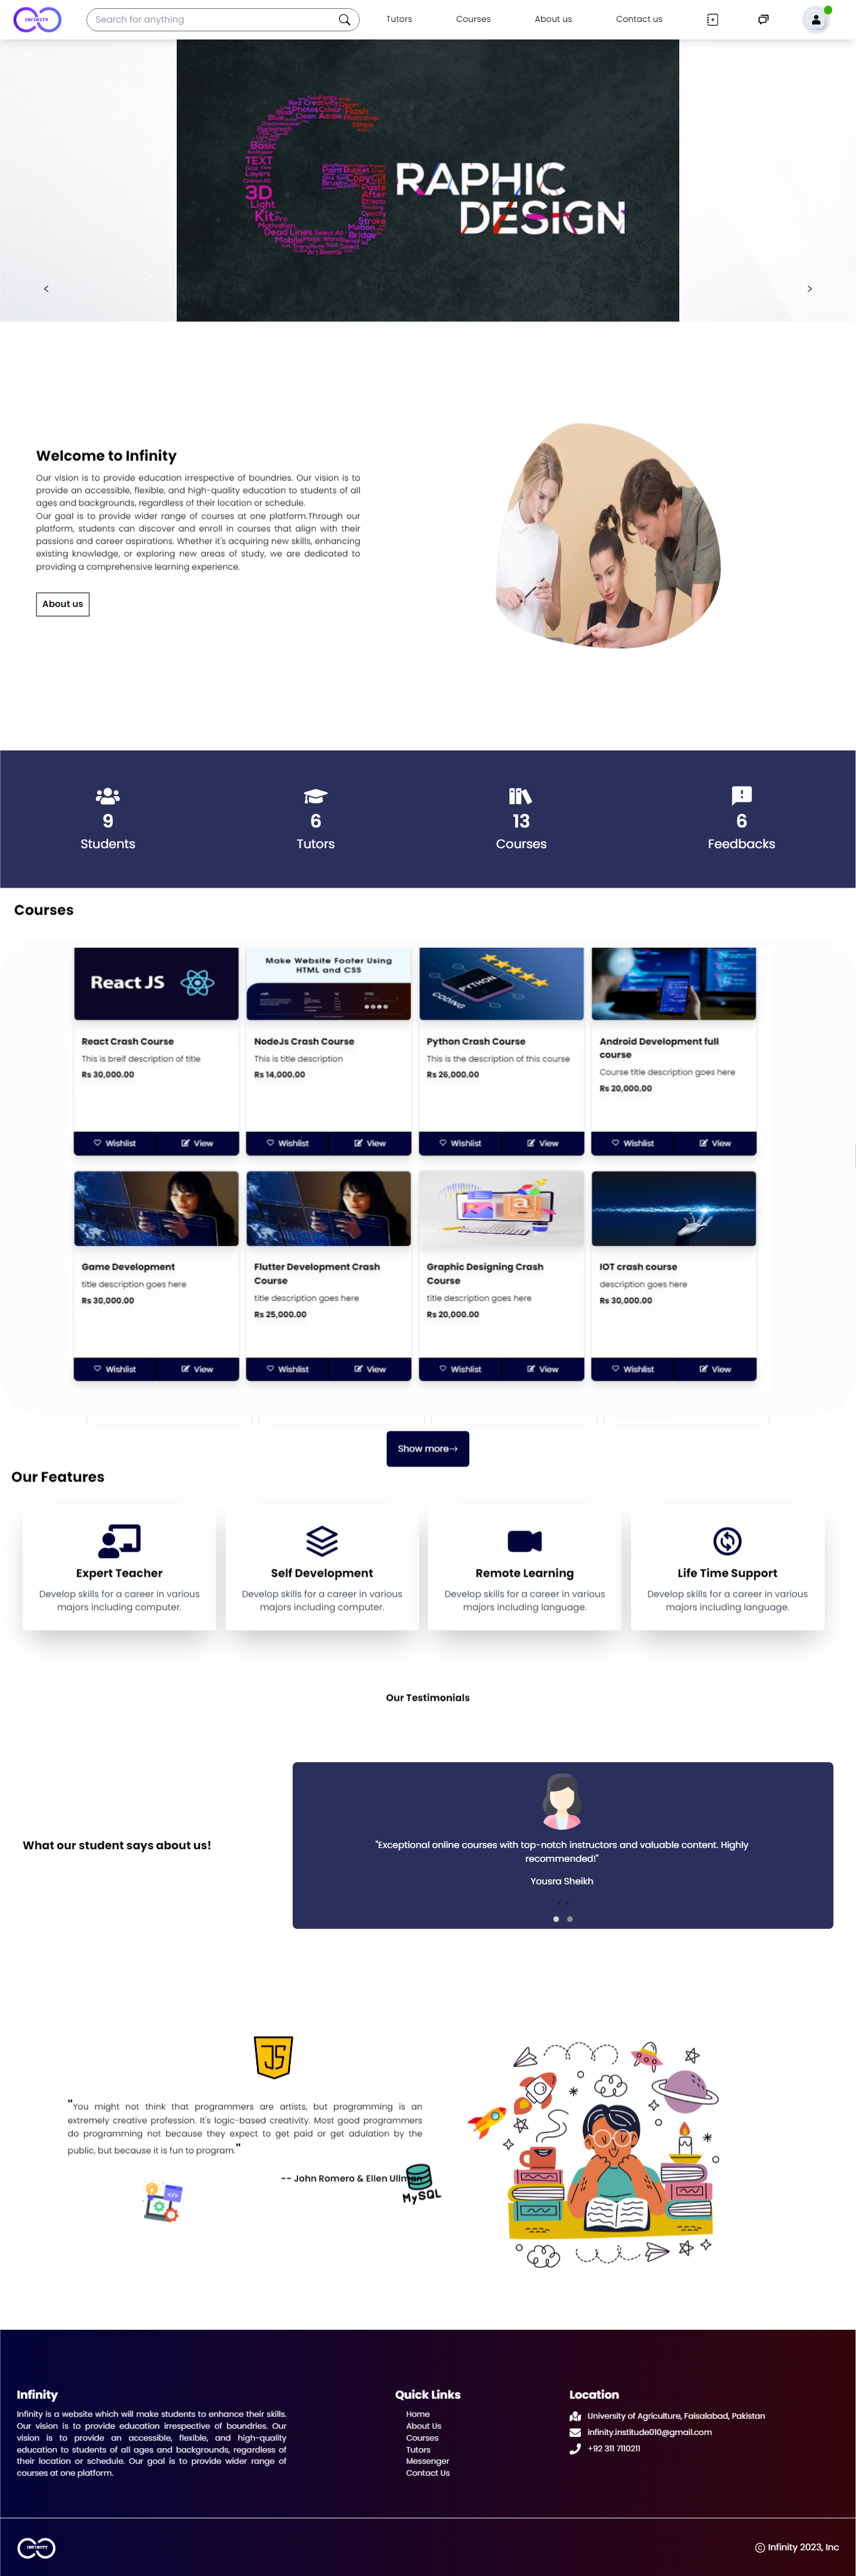 INFINITY
Search for anything
Tutors
Courses
About us
Contact us
Fonts
Red Creativity
Photos Colour Flash
Black
Blue Clean Adobe Photoshop
Simple
Basic
TEXT
Layers
3D
Light
Kit Pro
Motivation
Dead Lines Select All
Mobile Magic Wand
Transform Size Select
Art Boards
Paint Bucket
Brush Copy Cut
Paste
After
Effects
Opacity
Stroke
Motion
Bridge
RAPHIC
DESIGN
Welcome to Infinity
Our vision is to provide education irrespective of boundries. Our vision is to
provide an accessible, flexible, and high-quality education to students of all
ages and backgrounds, regardless of their location or schedule.
Our goal is to provide wider range of courses at one platform.Through our
platform, students can discover and enroll in courses that align with their
passions and career aspirations. Whether it's acquiring new skills, enhancing
existing knowledge, or exploring new areas of study, we are dedicated to
providing a comprehensive learning experience.
About us
9
Students
6
Tutors
13
Courses
6
Feedbacks
Courses
React JS
React Crash Course
This is breif description of title
Rs 30,000.00
Wishlist
View
Make Website Footer Using
HTML and CSS
NodeJs Crash Course
This is title description
Rs 14,000.00
Wishlist
View
PYTHON
CODING
Python Crash Course
This is the description of this course
Rs 26,000.00
Wishlist
View
Android Development full
course
Course title description goes here
Rs 20,000.00
Wishlist
View
Game Development
title description goes here
Rs 30,000.00
Wishlist
View
Flutter Development Crash
Course
title description goes here
Rs 25,000.00
Wishlist
View
Graphic Designing Crash
Course
title description goes here
Rs 20,000.00
Wishlist
View
IOT crash course
description goes here
Rs 30,000.00
Wishlist
View
Show more→
Our Features
Expert Teacher
Develop skills for a career in various
majors including computer.
Self Development
Develop skills for a career in various
majors including computer.
Remote Learning
Develop skills for a career in various
majors including language.
Life Time Support
Develop skills for a career in various
majors including language.
Our Testimonials
What our student says about us!
"Exceptional online courses with top-notch instructors and valuable content. Highly
recommended!"
Yousra Sheikh
JS
"You might not think that programmers are artists, but programming is an
extremely creative profession. It's logic-based creativity. Most good programmers
do programming not because they expect to get paid or get adulation by the
public, but because it is fun to program."
-- John Romero & Ellen Ullman
MySQL
Infinity
Infinity is a website which will make students to enhance their skills.
Our vision is to provide education irrespective of boundries. Our
vision is to provide an accessible, flexible, and high-quality
education to students of all ages and backgrounds, regardless of
their location or schedule. Our goal is to provide wider range of
courses at one platform.
Quick Links
Home
About Us
Courses
Tutors
Messenger
Contact Us
Location
University of Agriculture, Faisalabad, Pakistan
infinity.institude010@gmail.com
+92 311 7110211
INFINITY
© Infinity 2023, Inc